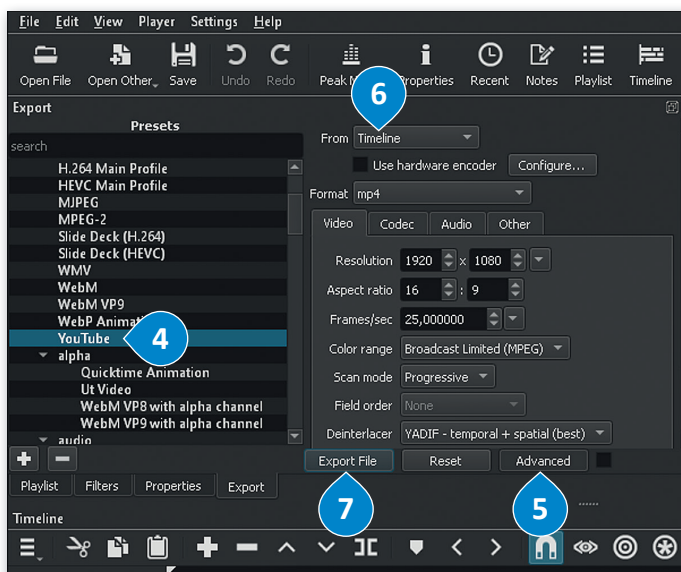 File Edit View Player Settings Help
Open File Open Other Save Undo Redo Peak Properties Recent Notes Playlist Timeline
6
Export
Presets
search
From Timeline
Use hardware encoder Configure...
Format mp4
Video Codec Audio Other
H.264 Main Profile
HEVC Main Profile
MJPEG
MPEG-2
Slide Deck (H.264)
Slide Deck (HEVC)
WMV
WebM
WebM VP9
WebP Animati
YouTube
4
alpha
Quicktime Animation
Ut Video
WebM VP8 with alpha channel
WebM VP9 with alpha channel
audio
Resolution 1920 x 1080
Aspect ratio 16 : 9
Frames/sec 25,000000
Color range Broadcast Limited (MPEG)
Scan mode Progressive
Field order None
Deinterlacer YADIF - temporal + spatial (best)
Export File Reset Advanced
7 5
Playlist Filters Properties Export
Timeline